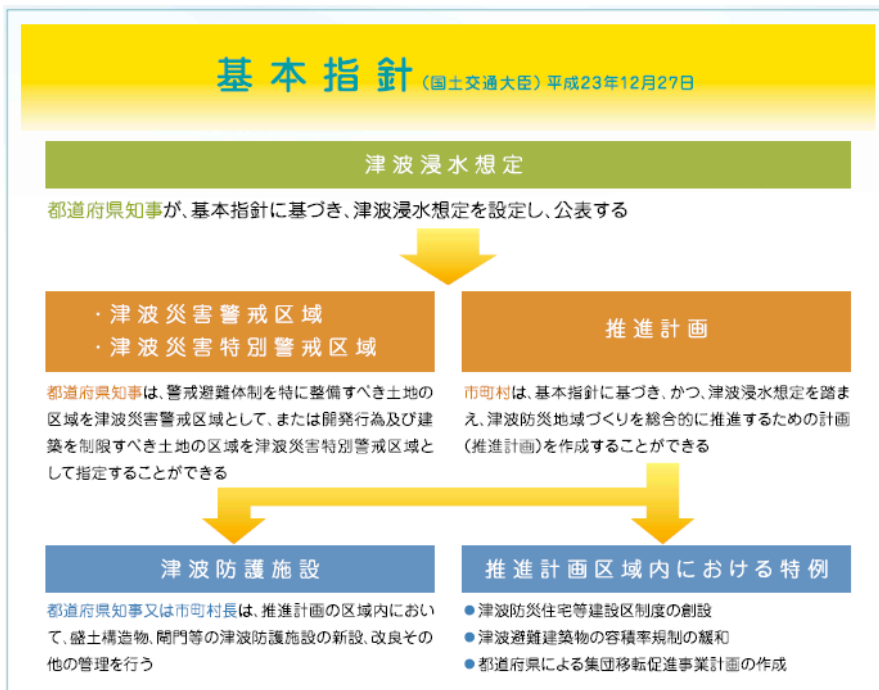 基本指針(国土交通大臣)平成23年12月27日
津波浸水想定
都道府県知事が、基本指針に基づき、津波浸水想定を設定し、公表する
・津波災害警戒区域
・津波災害特別警戒区域
都道府県知事は、警戒避難体制を特に整備すべき土地の
区域を津波災害警戒区域として、または開発行為及び建
築を制限すべき土地の区域を津波災害特別警戒区域と
して指定することができる
推進計画
市町村は、基本指針に基づき、かつ、津波浸水想定を踏ま
え、津波防災地域づくりを総合的に推進するための計画
(推進計画)を作成することができる
津波防護施設
都道府県知事又は市町村長は、推進計画の区域内におい
て、盛土構造物、閘門等の津波防護施設の新設、改良その
他の管理を行う
推進計画区域内における特例
●津波防災住宅等建設区制度の創設
●津波避難建築物の容積率規制の緩和
●都道府県による集団移転促進事業計画の作成